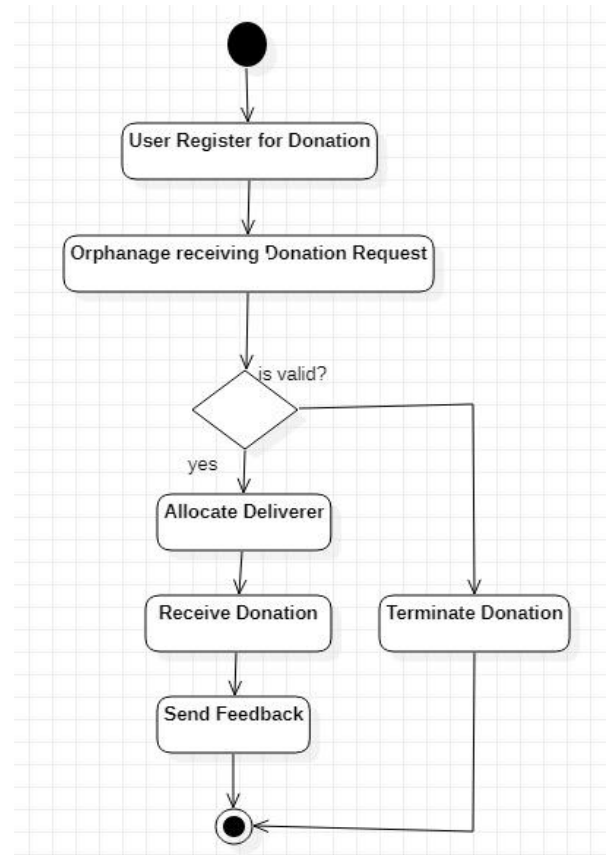 User Register for Donation
Orphanage receiving Donation Request
is valid?
yes
Allocate Deliverer
Receive Donation
Terminate Donation
Send Feedback